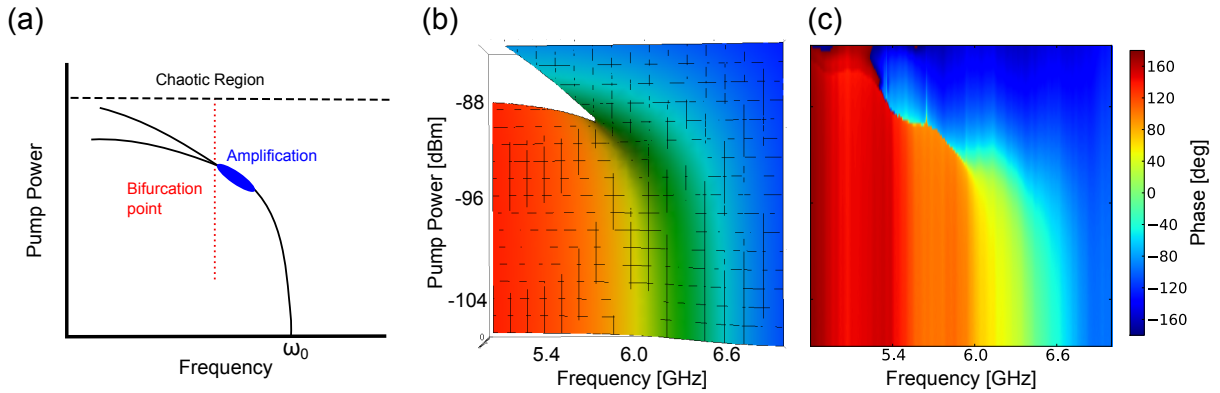 (a)
Chaotic Region
Amplification
Bifurcation
point
Pump Power
ω₀
Frequency
(b)
-88
-96
-104
0
Pump Power [dBm]
5.4 6.0 6.6
Frequency [GHz]
(c)
5.4 6.0 6.6
Frequency [GHz]
160
120
80
40
0
−40
−80
−120
−160
Phase [deg]